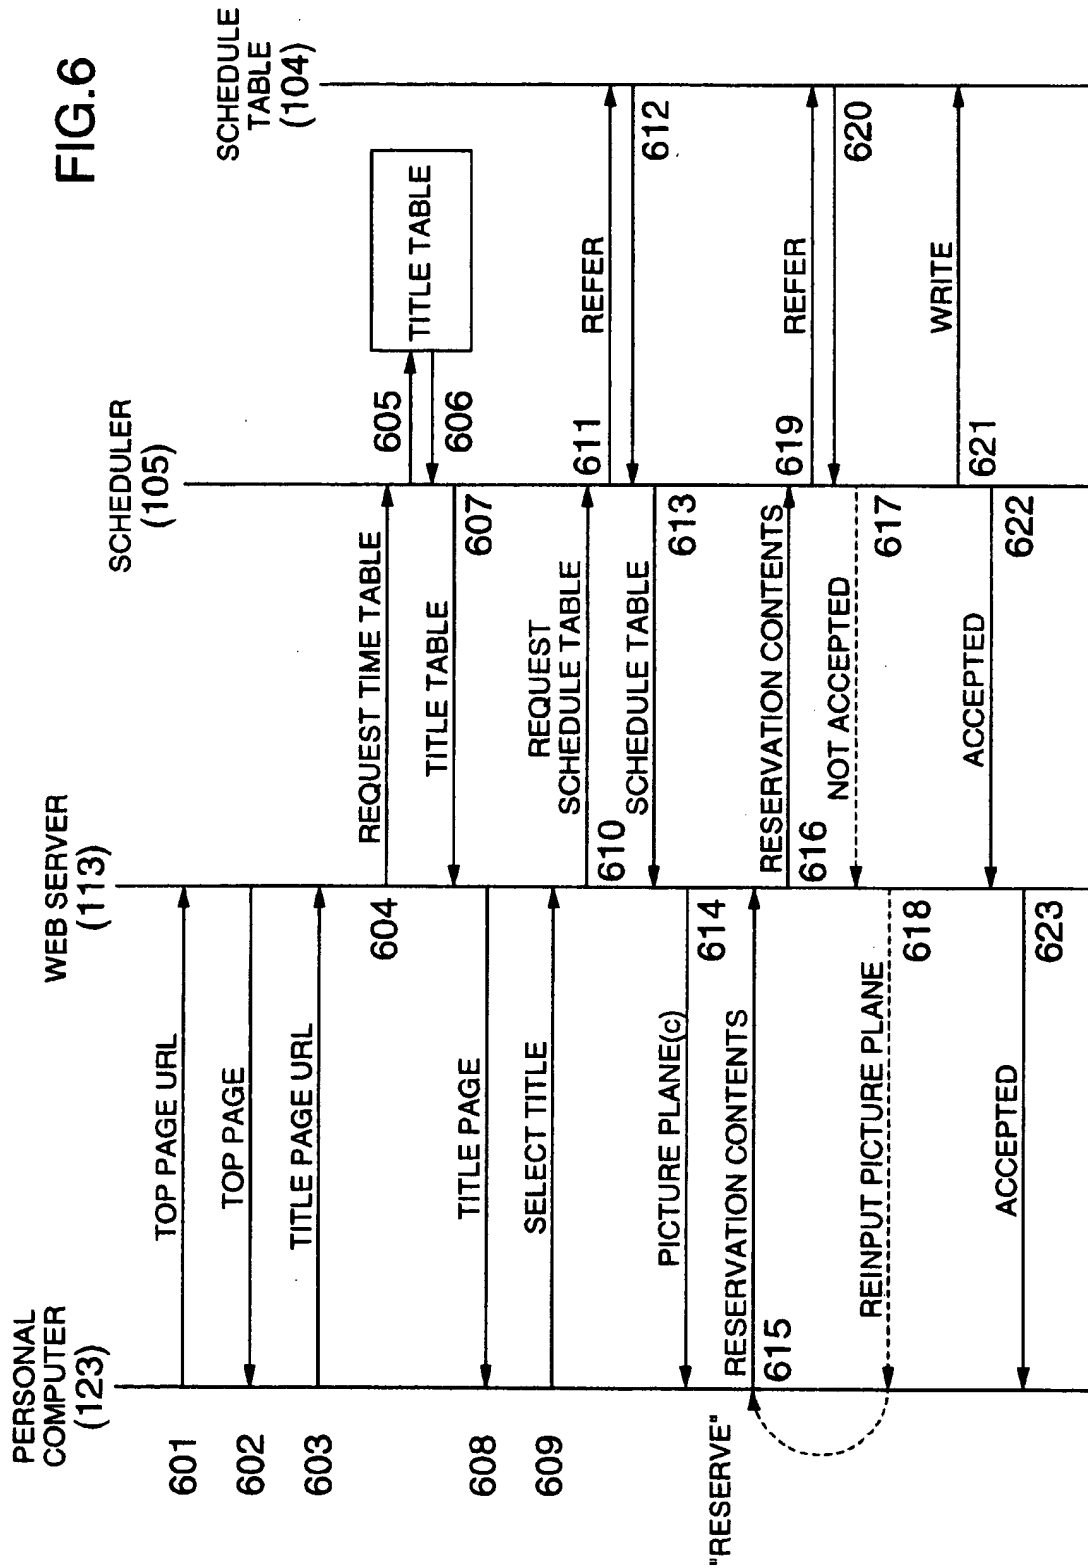 FIG.6
PERSONAL
COMPUTER
(123)
WEB SERVER
(113)
SCHEDULER
(105)
SCHEDULE
TABLE
(104)
601
TOP PAGE URL
602
TOP PAGE
603
TITLE PAGE URL
604
REQUEST TIME TABLE
605
TITLE TABLE
606
TITLE TABLE
607
608
TITLE PAGE
609
SELECT TITLE
610
REQUEST
SCHEDULE TABLE
611
REFER
612
SCHEDULE TABLE
613
PICTURE PLANE(c)
614
"RESERVE"
RESERVATION CONTENTS
615
RESERVATION CONTENTS
616
619
REFER
620
NOT ACCEPTED
617
REINPUT PICTURE PLANE
618
WRITE
621
ACCEPTED
622
ACCEPTED
623